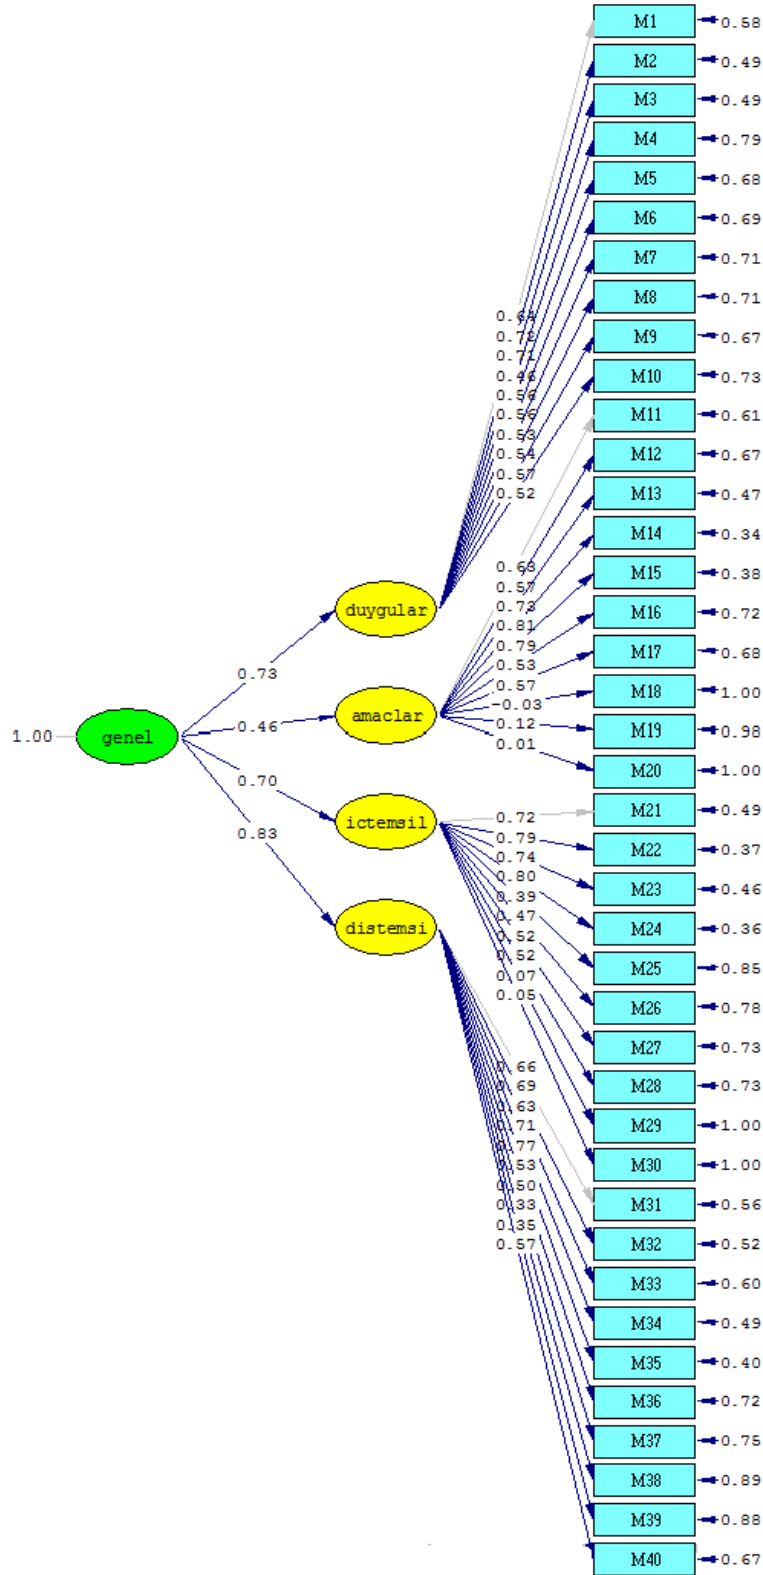 M1 0.58
M2 0.49
M3 0.49
M4 0.79
M5 0.68
M6 0.69
M7 0.71
M8 0.71
M9 0.67
M10 0.73
M11 0.61
M12 0.67
M13 0.47
M14 0.34
M15 0.38
M16 0.72
M17 0.68
M18 1.00
M19 0.98
M20 1.00
M21 0.49
M22 0.37
M23 0.46
M24 0.36
M25 0.85
M26 0.78
M27 0.73
M28 0.73
M29 1.00
M30 1.00
M31 0.56
M32 0.52
M33 0.60
M34 0.49
M35 0.40
M36 0.72
M37 0.75
M38 0.89
M39 0.88
M40 0.67
0.64
0.72
0.71
0.46
0.56
0.56
0.53
0.54
0.57
0.52
0.63
0.57
0.73
0.81
0.79
0.53
0.57
-0.03
0.12
0.01
0.72
0.79
0.74
0.80
0.39
0.47
0.52
0.52
0.07
0.05
0.66
0.69
0.63
0.71
0.77
0.53
0.50
0.33
0.35
0.57
duygular
amaclar
ictemsil
distemsi
0.73
0.46
0.70
0.83
1.00
genel